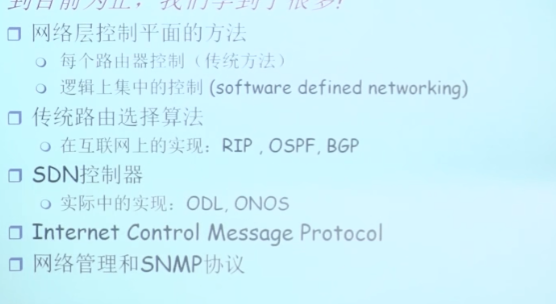 到目前为止，我们学到了很多!
网络层控制平面的方法
每个路由器控制（传统方法）
逻辑上集中的控制 (software defined networking)
传统路由选择算法
在互联网上的实现：RIP , OSPF, BGP
SDN控制器
实际中的实现：ODL, ONOS
Internet Control Message Protocol
网络管理和SNMP协议